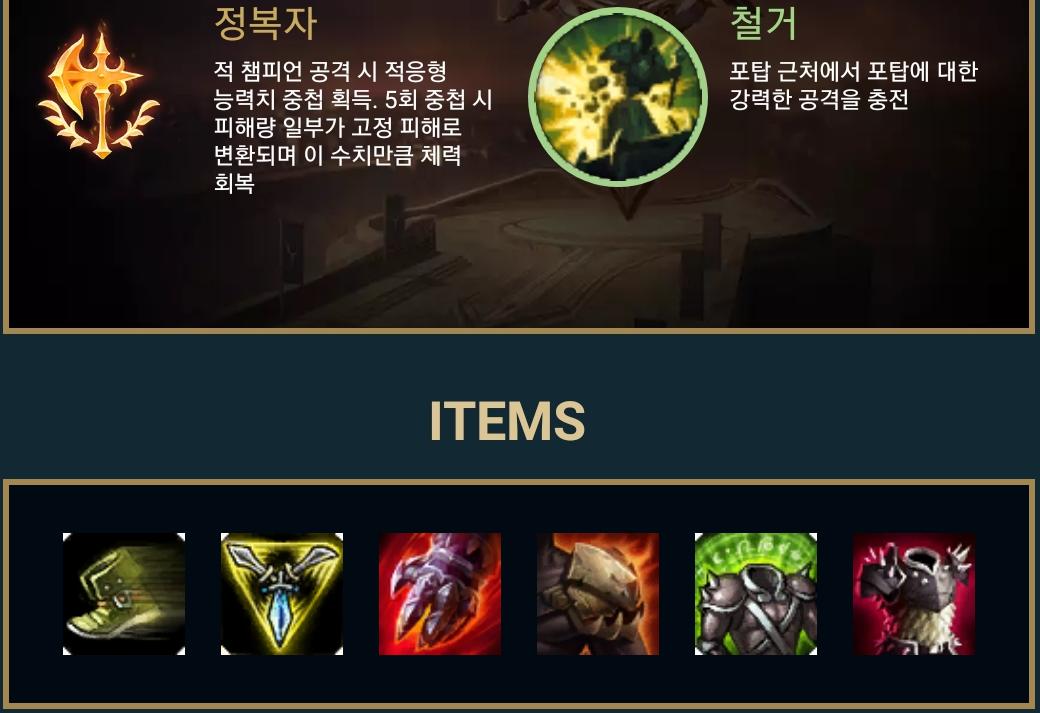 정복자
적 챔피언 공격 시 적응형
능력치 중첩 획득. 5회 중첩 시
피해량 일부가 고정 피해로
변환되며 이 수치만큼 체력
회복
철거
포탑 근처에서 포탑에 대한
강력한 공격을 충전
ITEMS